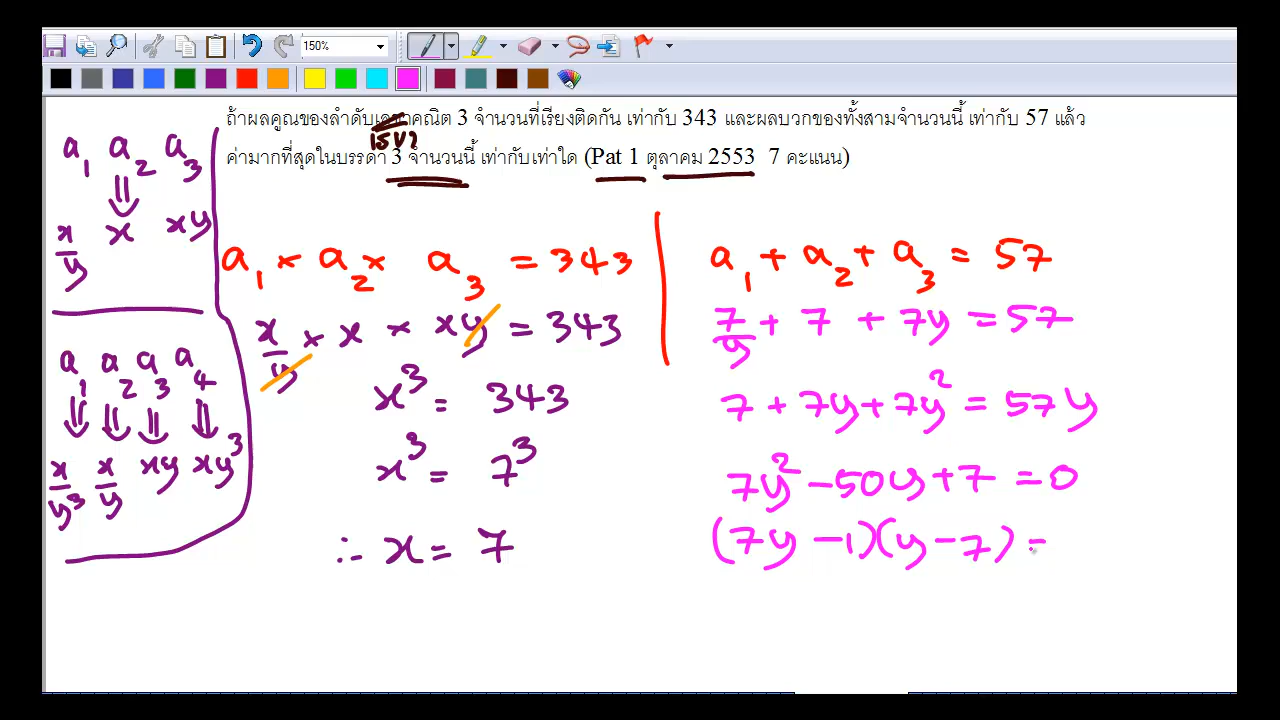 150%
ถ้าผลคูณของลำดับเลขาคณิต 3 จำนวนที่เรียงติดกัน เท่ากับ 343 และผลบวกของทั้งสามจำนวนนี้ เท่ากับ 57 แล้ว
ค่ามากที่สุดในบรรดา 3 จำนวนนี้ เท่ากับเท่าใด (Pat 1 ตุลาคม 2553 7 คะแนน)
a₁ a₂ a₃
⇓
x/y x xy
a₁ a₂ a₃ a₄
⇓ ⇓ ⇓ ⇓
x/y³ x/y xy xy³
a₁ × a₂ × a₃ = 343
x/y × x × xy = 343
x³ = 343
x³ = 7³
∴ x = 7
a₁ + a₂ + a₃ = 57
7/y + 7 + 7y = 57
7 + 7y + 7y² = 57y
7y² - 50y + 7 = 0
(7y - 1)(y - 7) =